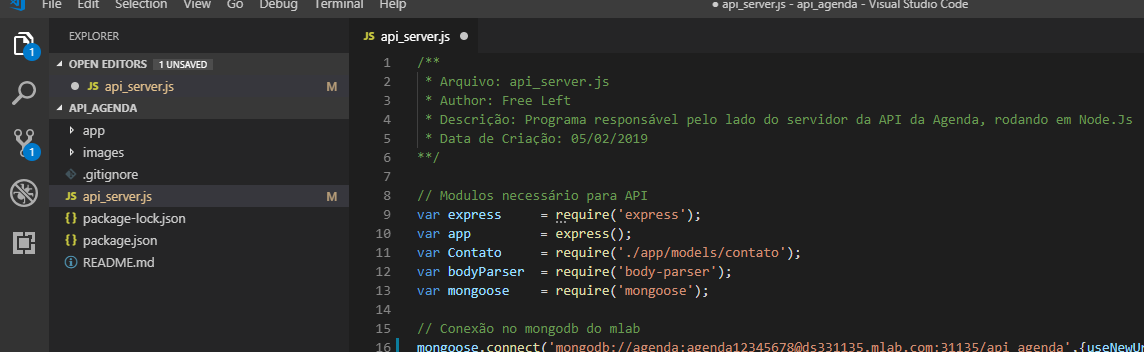 File Edit Selection View Go Debug Terminal Help ● api_server.js - api_agenda - Visual Studio Code
EXPLORER
OPEN EDITORS 1 UNSAVED
● JS api_server.js M
API_AGENDA
app
images
.gitignore
JS api_server.js M
{} package-lock.json
{} package.json
README.md
1
1
JS api_server.js ●
1 /**
2 * Arquivo: api_server.js
3 * Author: Free Left
4 * Descrição: Programa responsável pelo lado do servidor da API da Agenda, rodando em Node.Js
5 * Data de Criação: 05/02/2019
6 **/
7
8 // Modulos necessário para API
9 var express = require('express');
10 var app = express();
11 var Contato = require('./app/models/contato');
12 var bodyParser = require('body-parser');
13 var mongoose = require('mongoose');
14
15 // Conexão no mongodb do mlab
16 mongoose.connect('mongodb://agenda:agenda12345678@ds331135.mlab.com:31135/api_agenda',{useNewUr